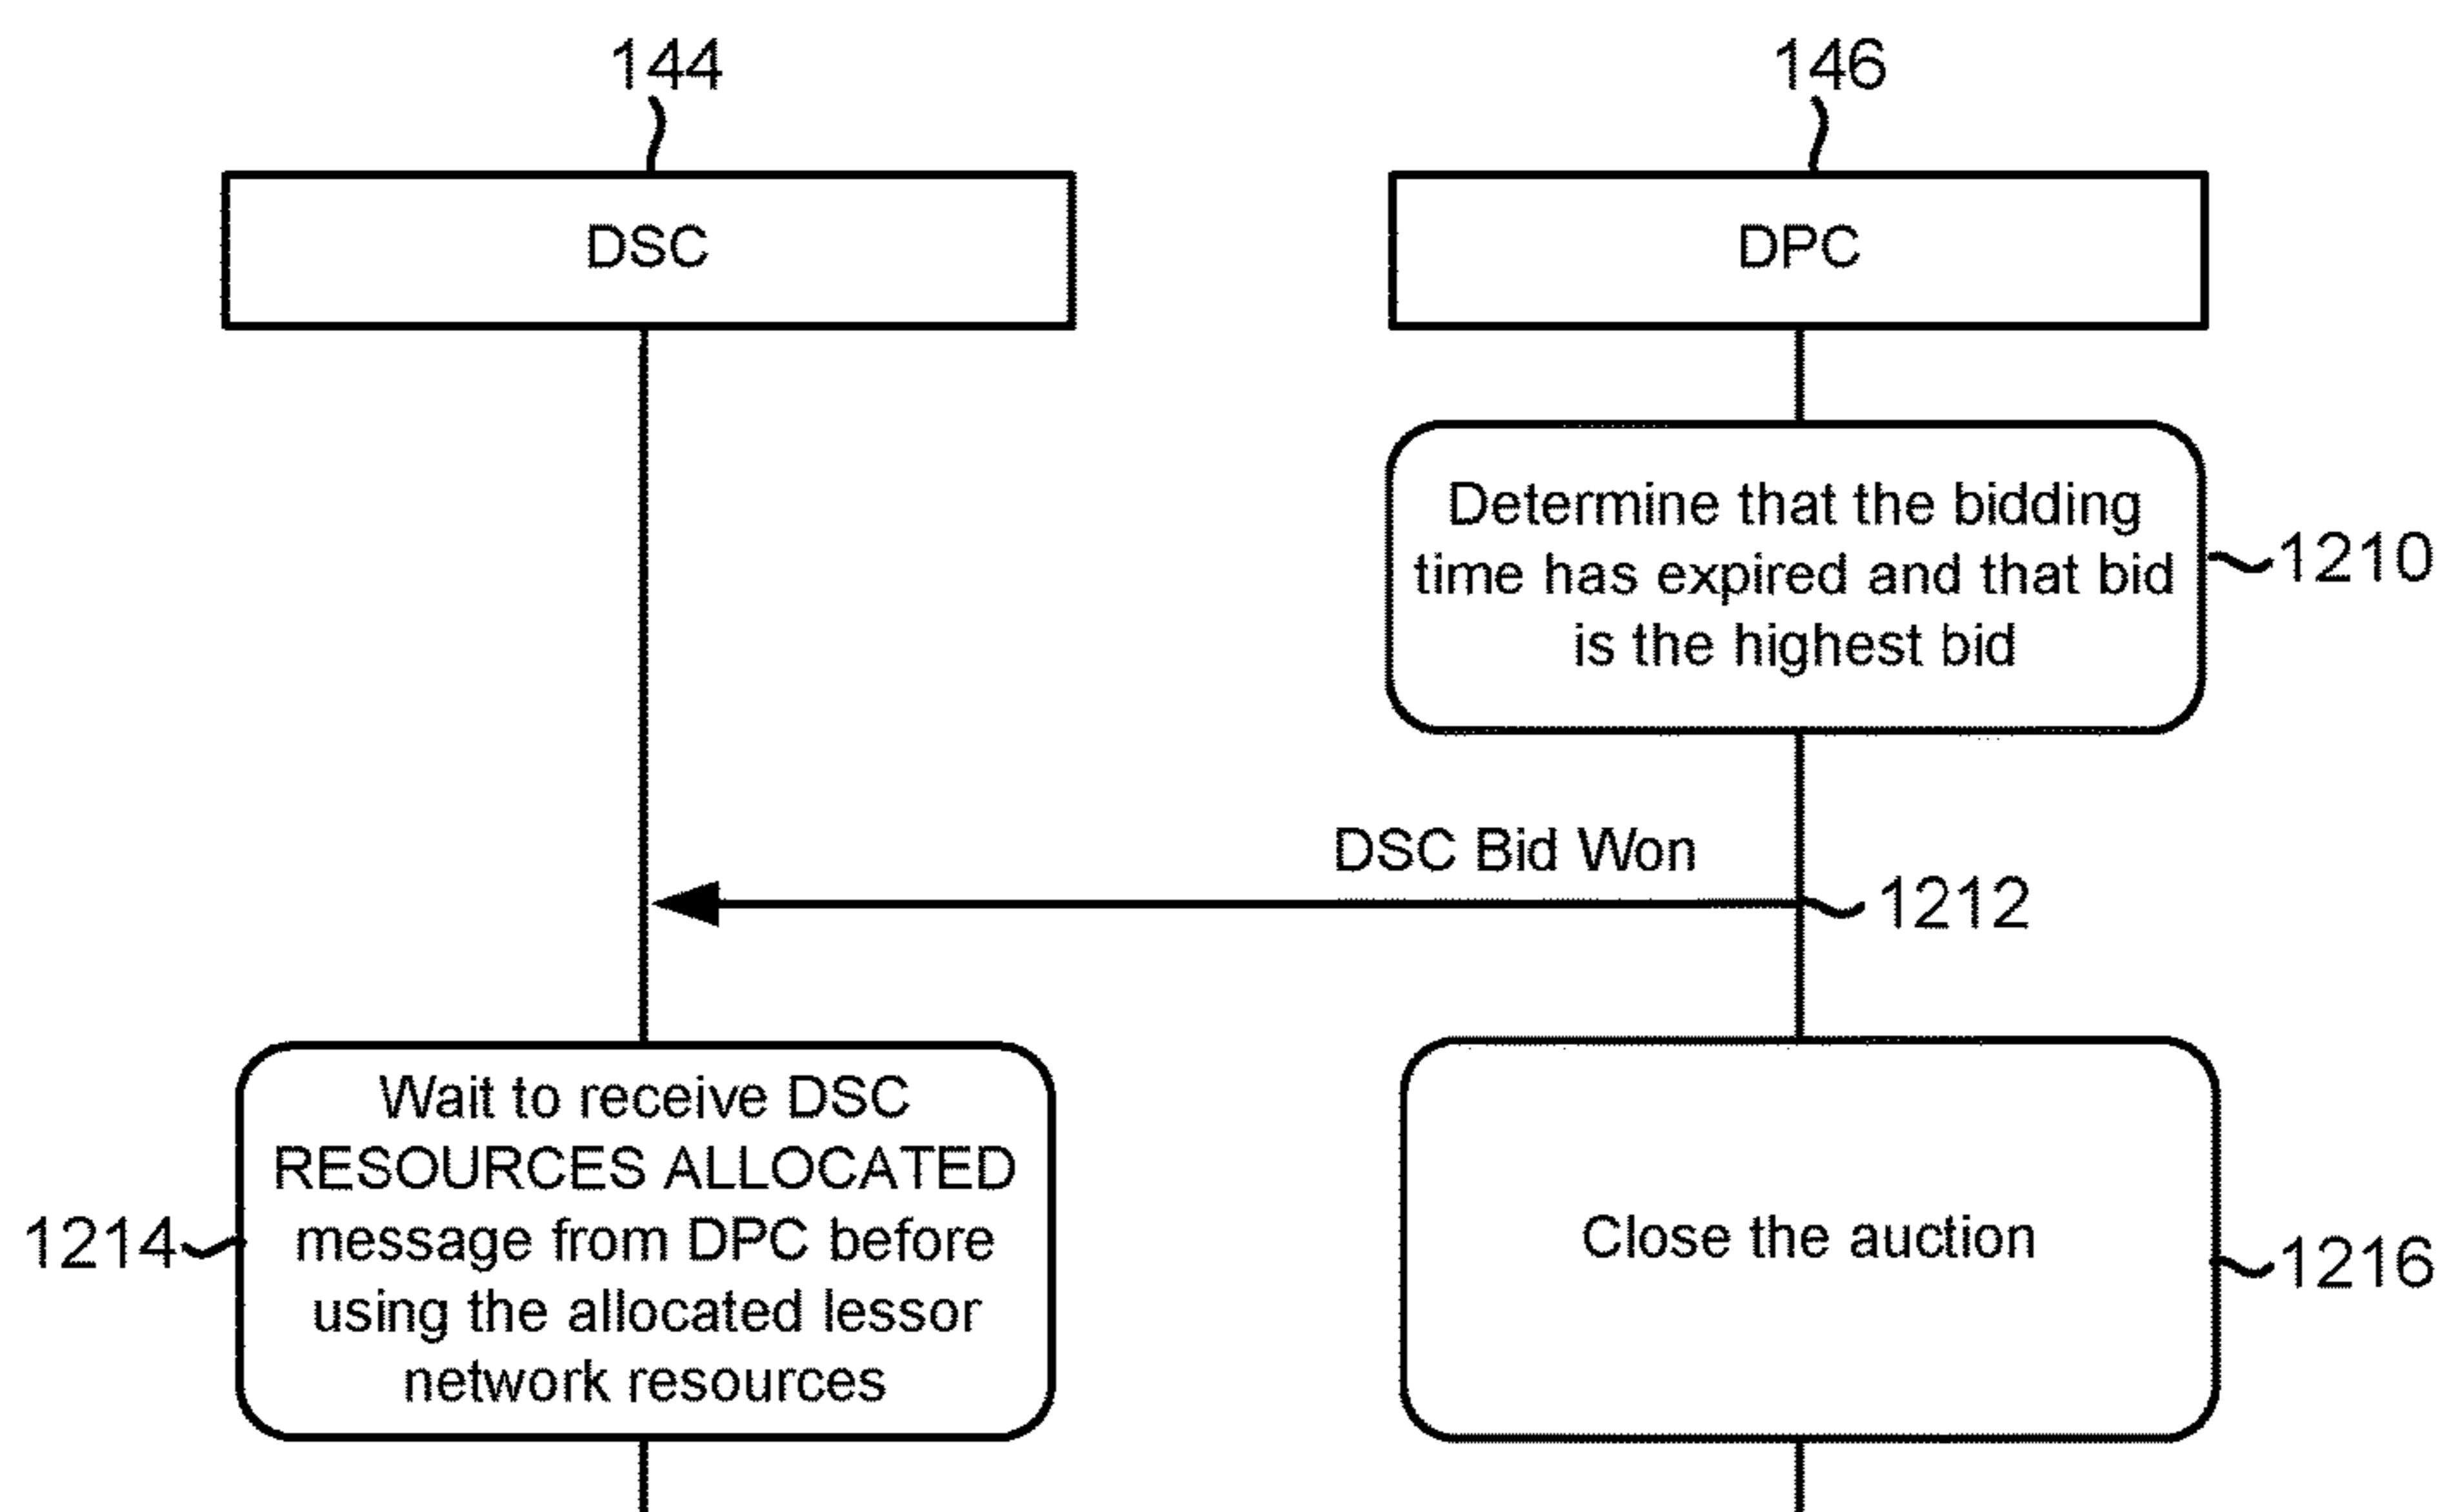 144
146
DSC
DPC
Determine that the bidding
time has expired and that bid
is the highest bid
1210
DSC Bid Won
1212
Wait to receive DSC
RESOURCES ALLOCATED
message from DPC before
using the allocated lessor
network resources
1214
Close the auction
1216